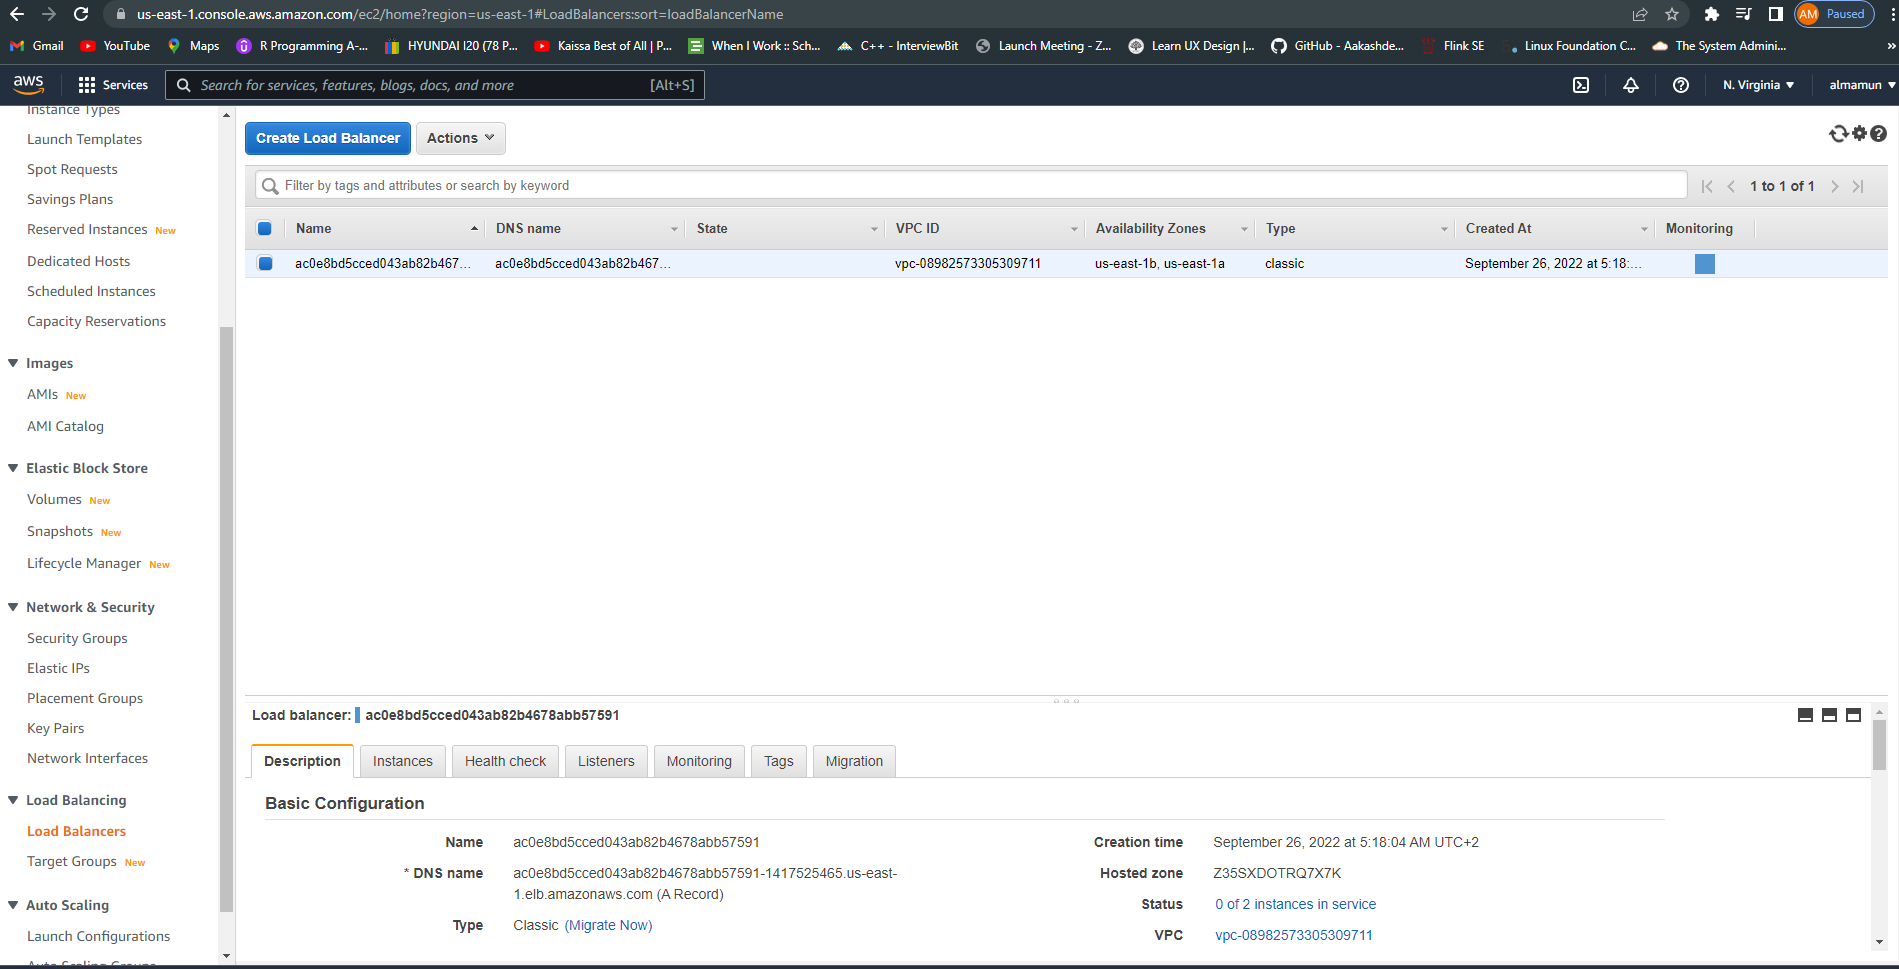 us-east-1.console.aws.amazon.com/ec2/home?region=us-east-1#LoadBalancers:sort=loadBalancerName
AM Paused
Gmail YouTube Maps R Programming A-... HYUNDAI I20 (78 P... Kaissa Best of All | P... When I Work :: Sch... C++ - InterviewBit Launch Meeting - Z... Learn UX Design |... GitHub - Aakashde... Flink SE Linux Foundation C... The System Admini... »
aws Services Search for services, features, blogs, docs, and more [Alt+S] N. Virginia almamun
Instance Types
Launch Templates
Spot Requests
Savings Plans
Reserved Instances New
Dedicated Hosts
Scheduled Instances
Capacity Reservations
Images
AMIs New
AMI Catalog
Elastic Block Store
Volumes New
Snapshots New
Lifecycle Manager New
Network & Security
Security Groups
Elastic IPs
Placement Groups
Key Pairs
Network Interfaces
Load Balancing
Load Balancers
Target Groups New
Auto Scaling
Launch Configurations
Auto Scaling Groups
Create Load Balancer Actions
Filter by tags and attributes or search by keyword 1 to 1 of 1
Name DNS name State VPC ID Availability Zones Type Created At Monitoring
ac0e8bd5cced043ab82b467... ac0e8bd5cced043ab82b467... vpc-08982573305309711 us-east-1b, us-east-1a classic September 26, 2022 at 5:18:...
Load balancer: ac0e8bd5cced043ab82b4678abb57591
Description Instances Health check Listeners Monitoring Tags Migration
Basic Configuration
Name ac0e8bd5cced043ab82b4678abb57591
* DNS name ac0e8bd5cced043ab82b4678abb57591-1417525465.us-east-
1.elb.amazonaws.com (A Record)
Type Classic (Migrate Now)
Creation time September 26, 2022 at 5:18:04 AM UTC+2
Hosted zone Z35SXDOTRQ7X7K
Status 0 of 2 instances in service
VPC vpc-08982573305309711